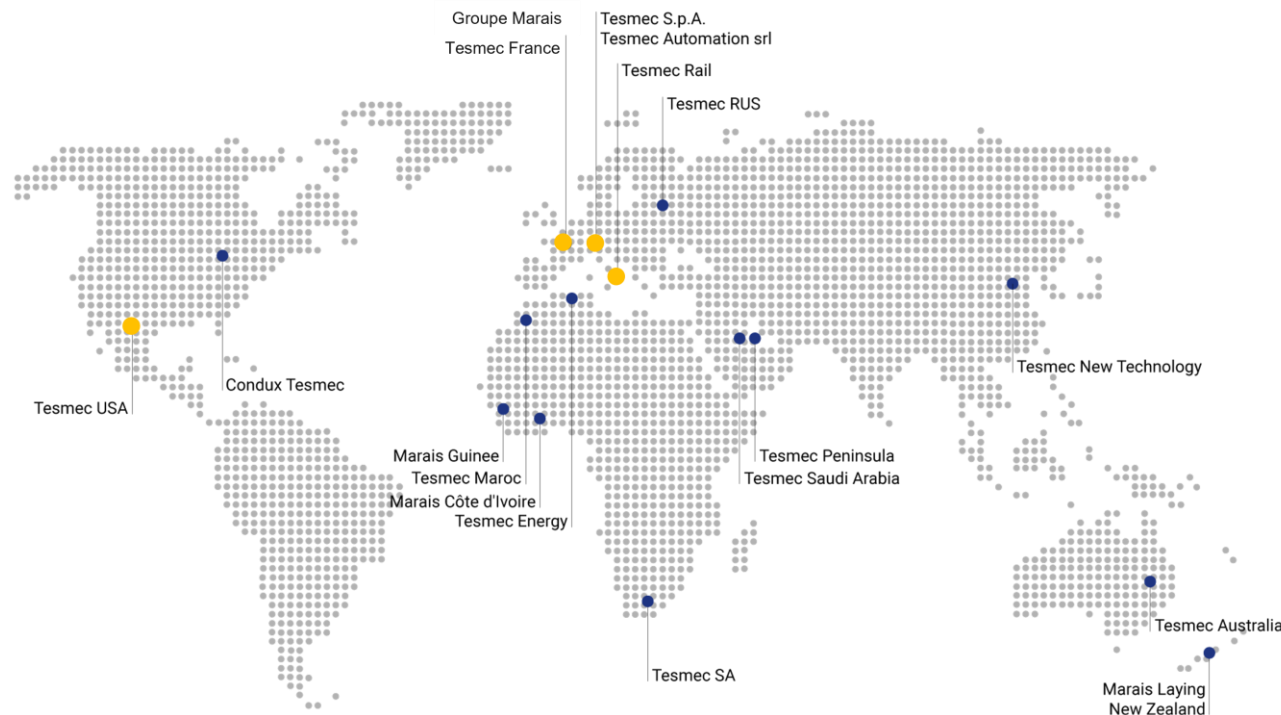 Groupe Marais
Tesmec France
Tesmec S.p.A.
Tesmec Automation srl
Tesmec Rail
Tesmec RUS
Condux Tesmec
Tesmec USA
Tesmec New Technology
Marais Guinee
Tesmec Maroc
Marais Côte d'Ivoire
Tesmec Energy
Tesmec Peninsula
Tesmec Saudi Arabia
Tesmec Australia
Tesmec SA
Marais Laying
New Zealand